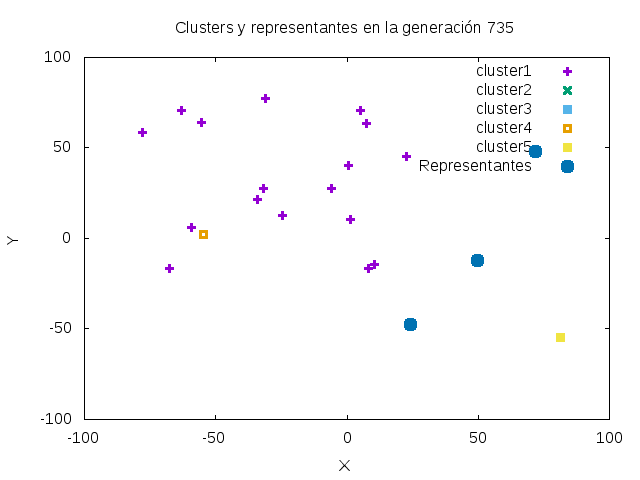 Clusters y representantes en la generación 735
cluster1
cluster2
cluster3
cluster4
cluster5
Representantes
100
50
0
-50
-100
Y
-100
-50
0
50
100
X